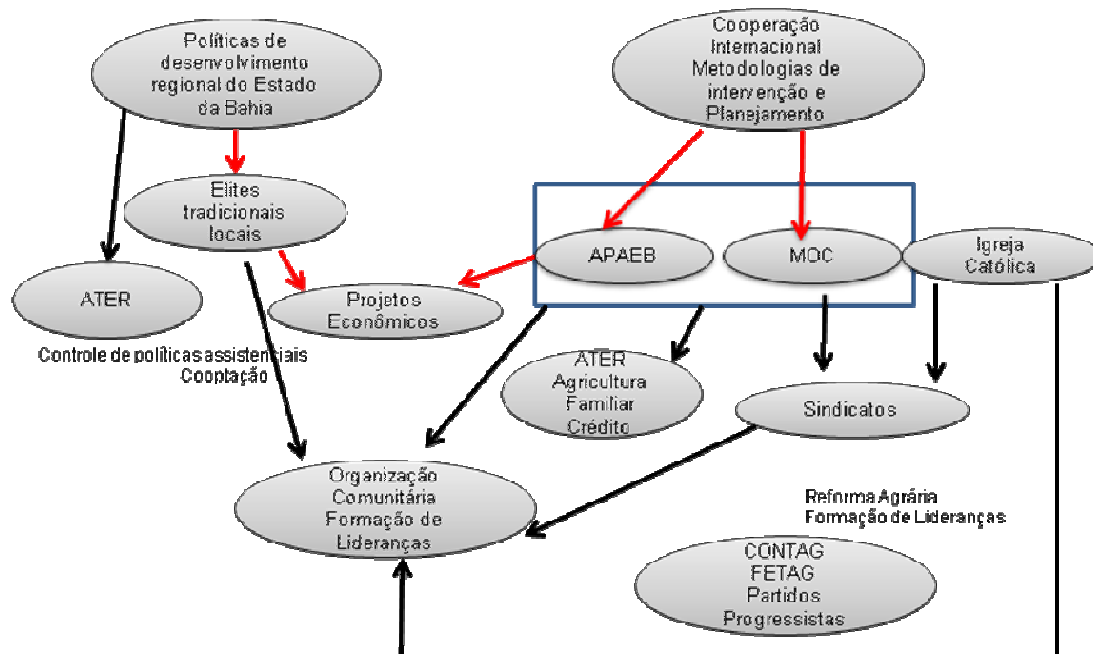 Políticas de
desenvolvimento
regional do Estado
da Bahia
Cooperação
Internacional
Metodologias de
intervenção e
Planejamento
Elites
tradicionais
locais
APAEB
MOC
Igreja
Católica
ATER
Projetos
Econômicos
Controle de políticas assistenciais
Cooptação
ATER
Agricultura
Familiar
Crédito
Sindicatos
Organização
Comunitária
Formação de
Lideranças
Reforma Agrária
Formação de Lideranças
CONTAG
FETAG
Partidos
Progressistas